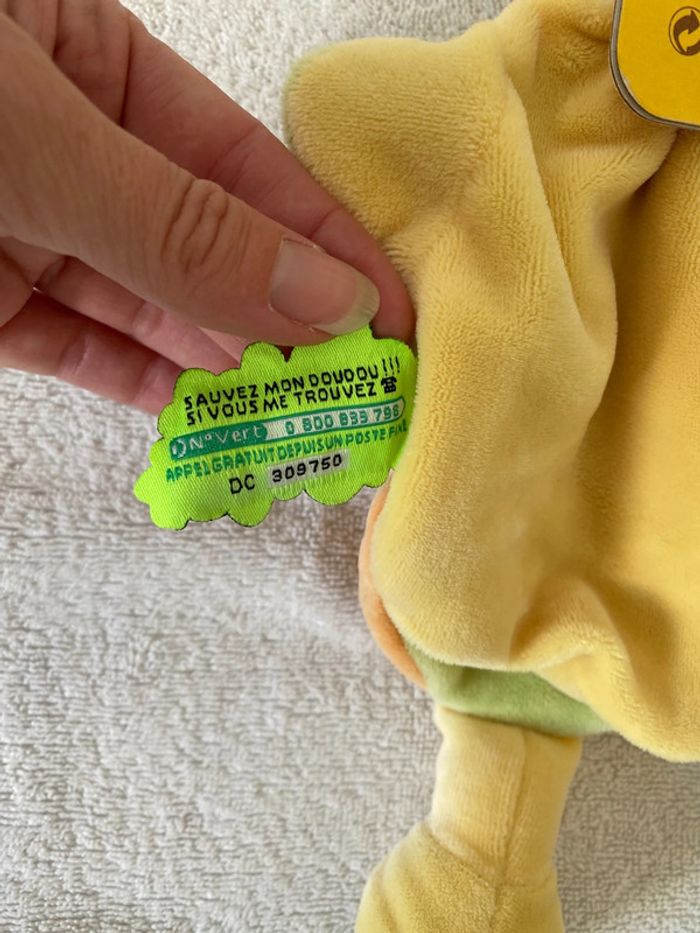 SAUVEZ MON DOUDOU !!!
SI VOUS ME TROUVEZ ☎
N° Vert 0 800 833 798
APPEL GRATUIT DEPUIS UN POSTE FIXE
DC 309750